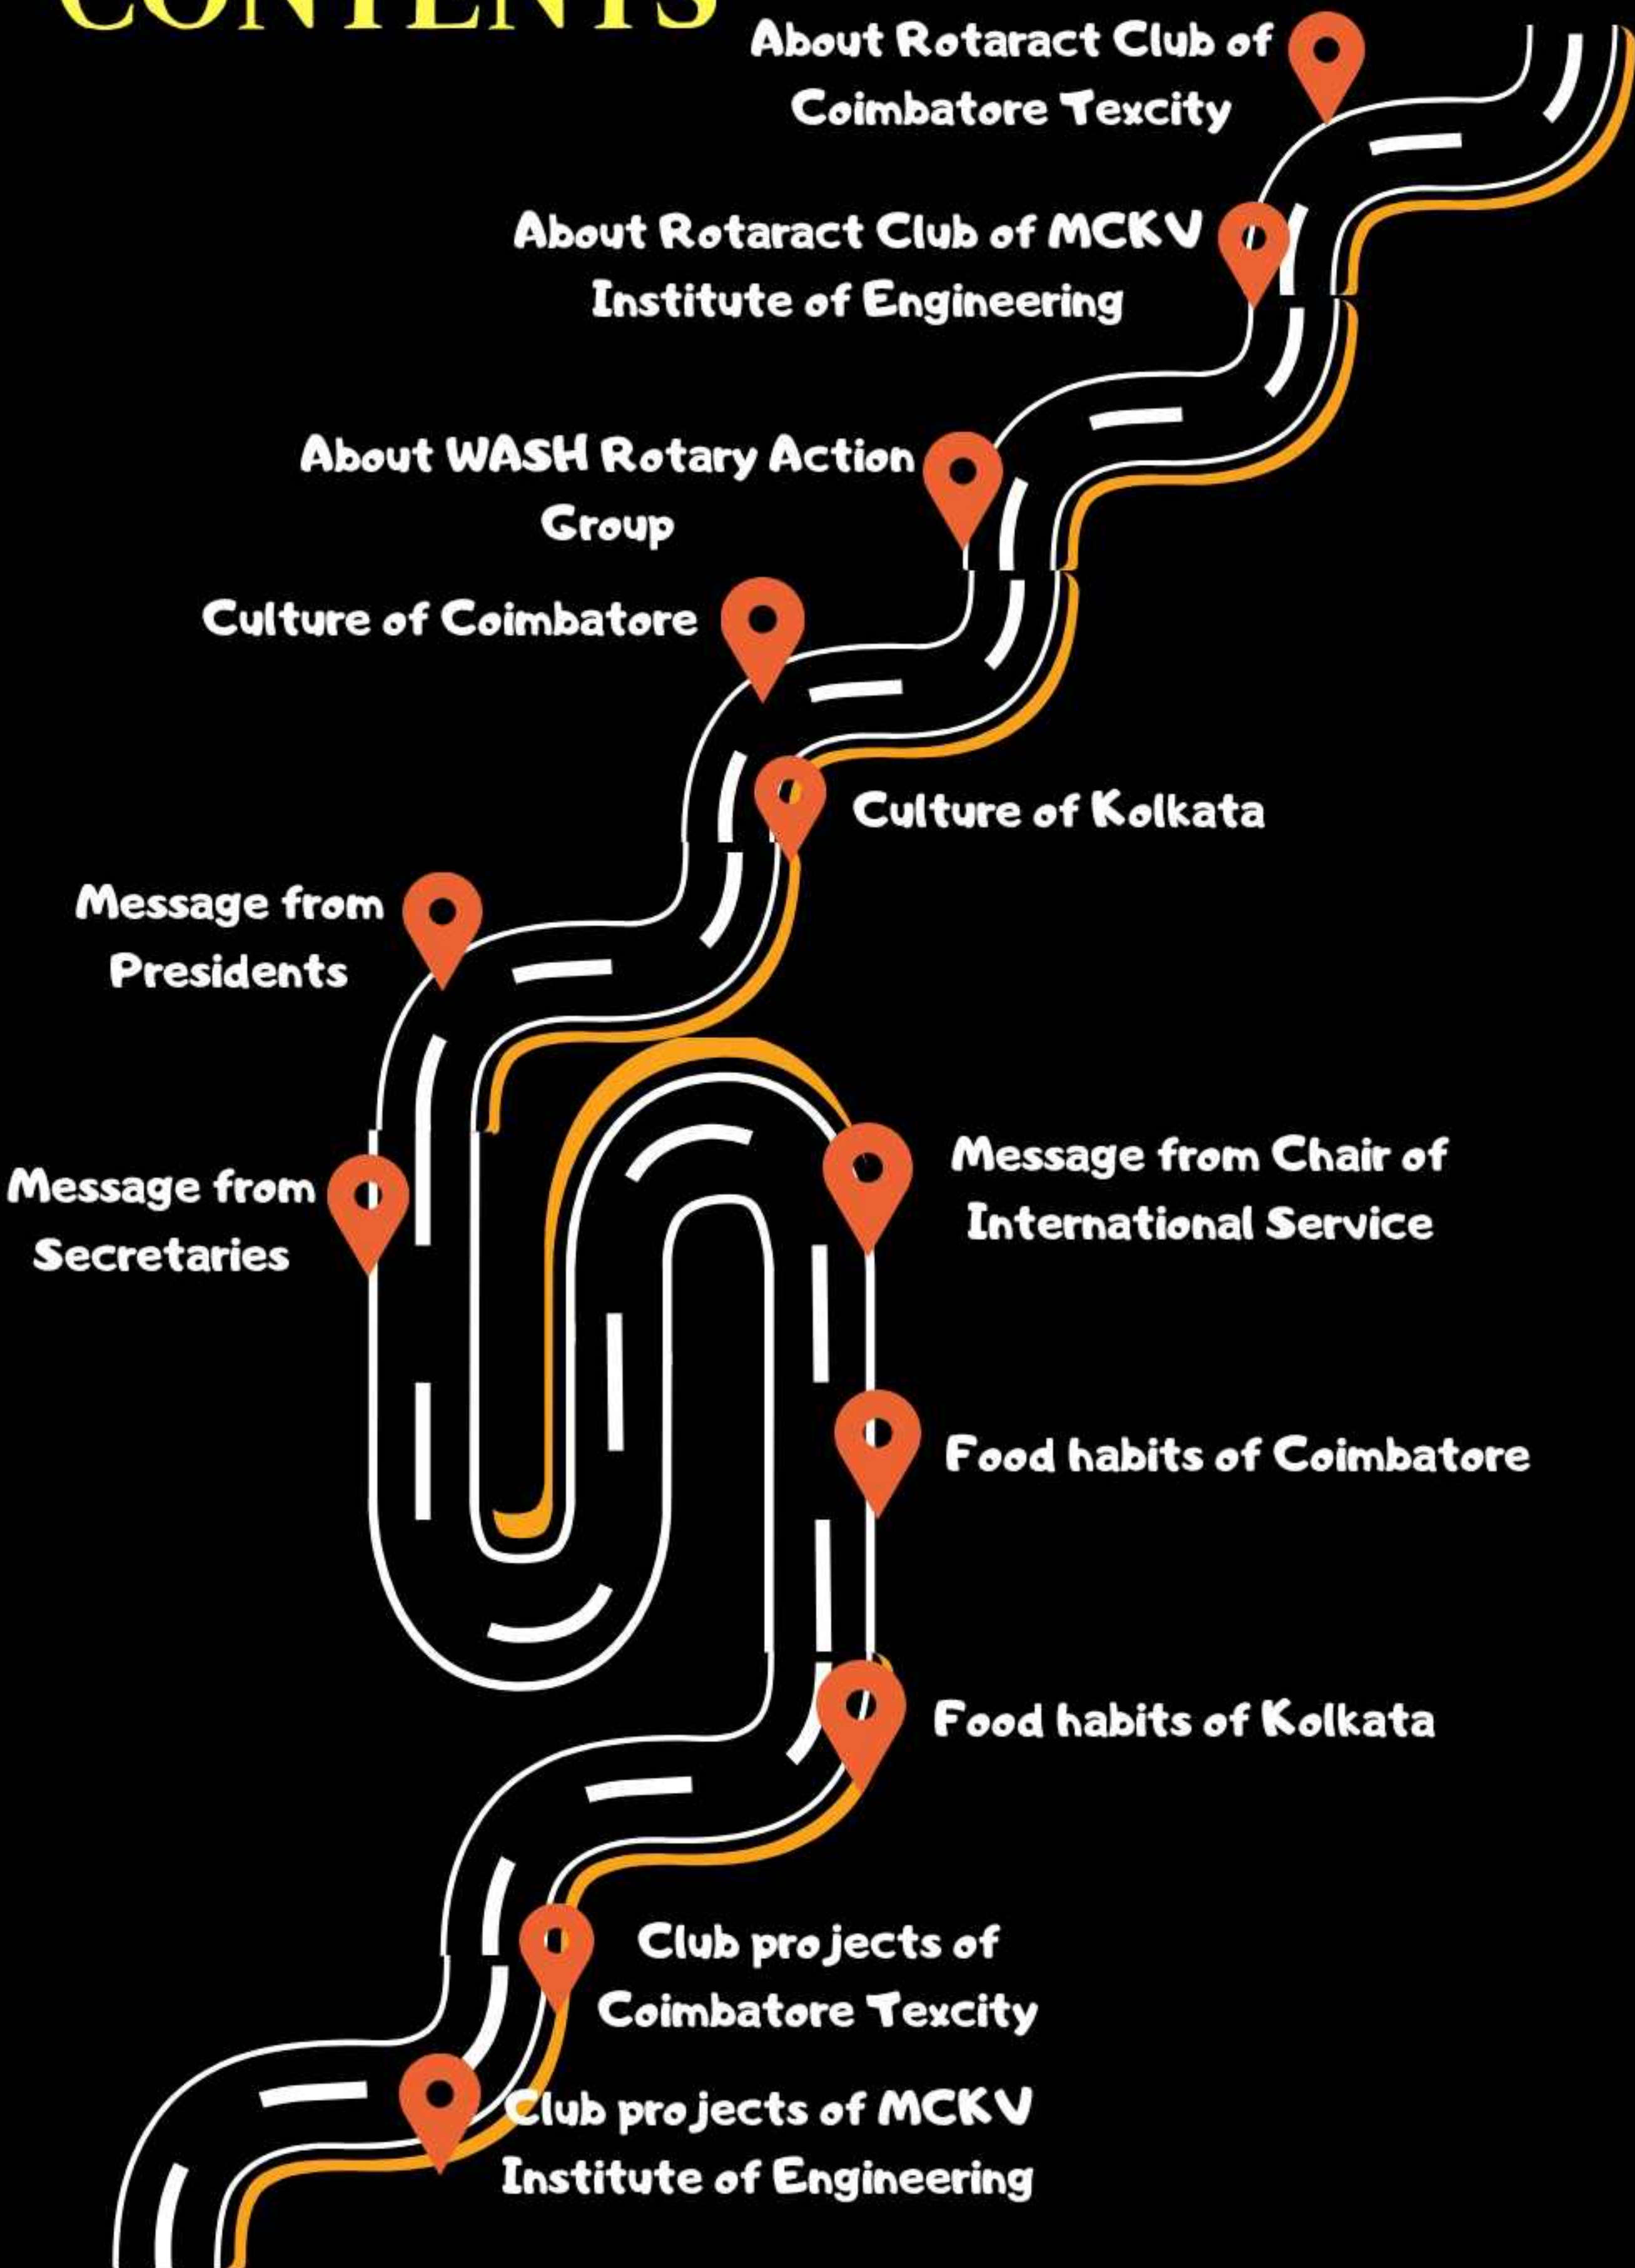 CONTENTS
About Rotaract Club of
Coimbatore Texcity
About Rotaract Club of MCKV
Institute of Engineering
About WASH Rotary Action
Group
Culture of Coimbatore
Culture of Kolkata
Message from
Presidents
Message from
Secretaries
Message from Chair of
International Service
Food habits of Coimbatore
Food habits of Kolkata
Club projects of
Coimbatore Texcity
Club projects of MCKV
Institute of Engineering